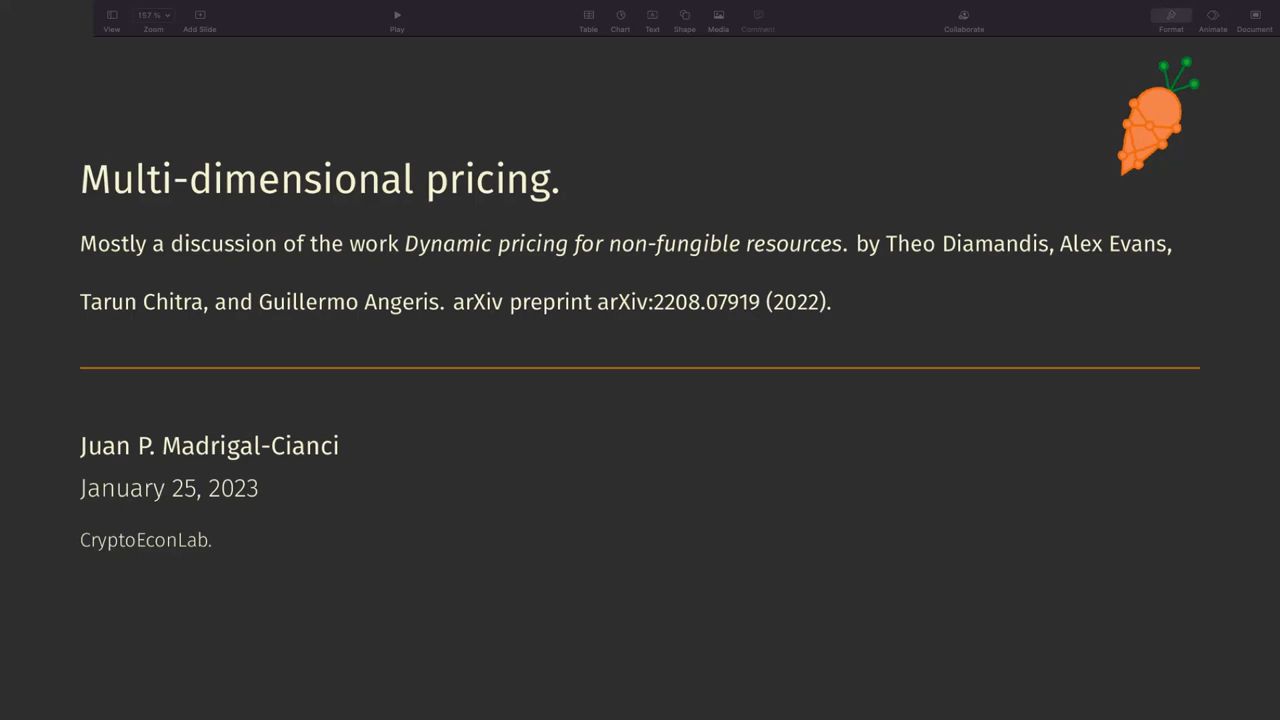 157 %
View Zoom Add Slide Play Table Chart Text Shape Media Comment Collaborate Format Animate Document
Multi-dimensional pricing.
Mostly a discussion of the work Dynamic pricing for non-fungible resources. by Theo Diamandis, Alex Evans,
Tarun Chitra, and Guillermo Angeris. arXiv preprint arXiv:2208.07919 (2022).
Juan P. Madrigal-Cianci
January 25, 2023
CryptoEconLab.